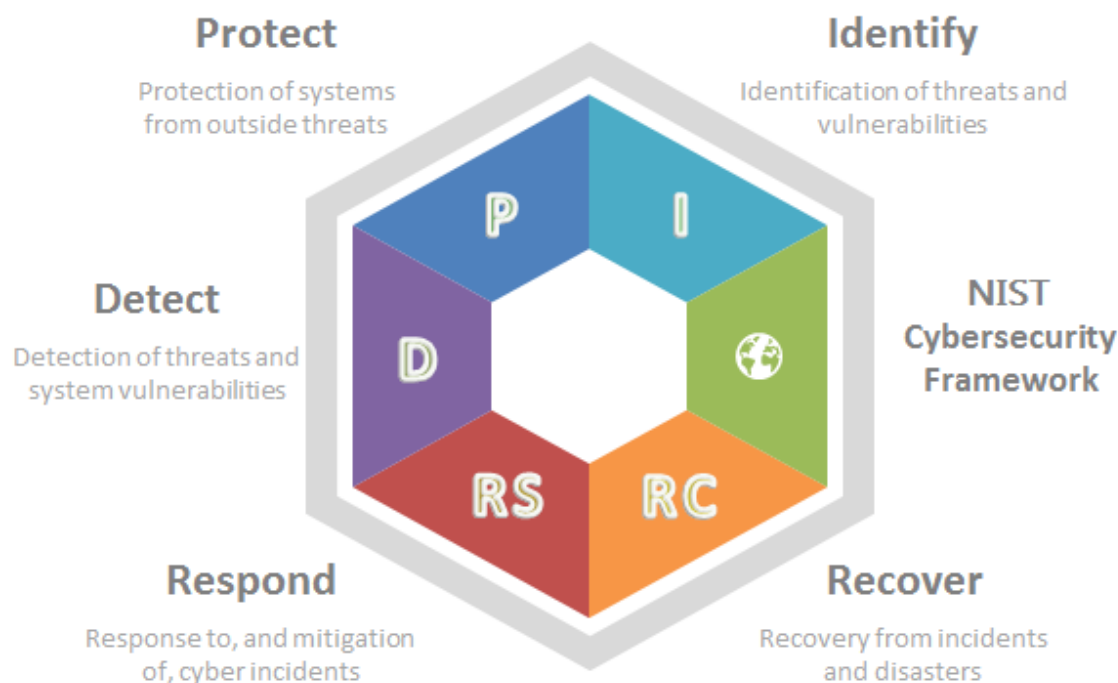 Protect
Protection of systems
from outside threats
Identify
Identification of threats and
vulnerabilities
P
I
Detect
Detection of threats and
system vulnerabilities
D
NIST
Cybersecurity
Framework
RS
RC
Respond
Response to, and mitigation
of, cyber incidents
Recover
Recovery from incidents
and disasters